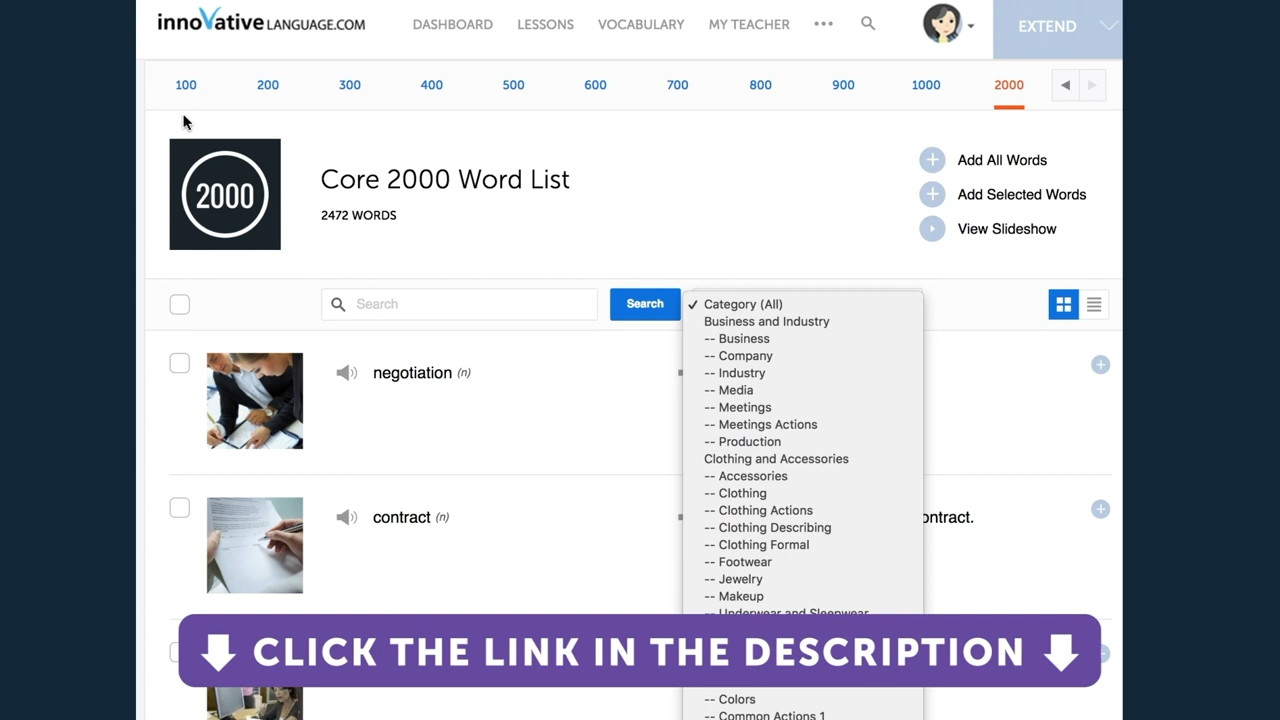 innoVative LANGUAGE.COM
DASHBOARD LESSONS VOCABULARY MY TEACHER EXTEND
100 200 300 400 500 600 700 800 900 1000 2000
2000
Core 2000 Word List
2472 WORDS
Add All Words
Add Selected Words
View Slideshow
Search
Search
Category (All)
Business and Industry
-- Business
-- Company
-- Industry
-- Media
-- Meetings
-- Meetings Actions
-- Production
Clothing and Accessories
-- Accessories
-- Clothing
-- Clothing Actions
-- Clothing Describing
-- Clothing Formal
-- Footwear
-- Jewelry
-- Makeup
-- Underwear and Sleepwear
-- Colors
-- Common Actions 1
negotiation (n)
contract (n)
ontract.
CLICK THE LINK IN THE DESCRIPTION